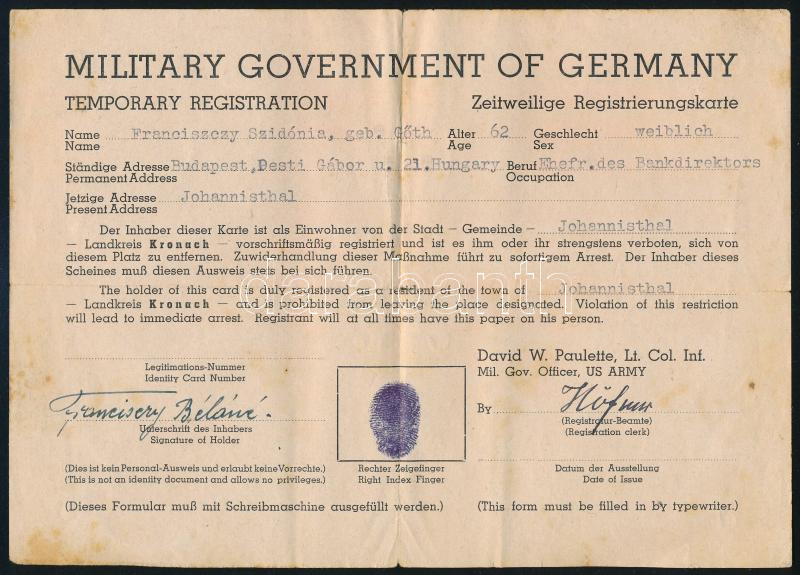 MILITARY GOVERNMENT OF GERMANY
TEMPORARY REGISTRATION Zeitweilige Registrierungskarte
Name Franciszczy Szidónia, geb. Góth Alter 62 Geschlecht weiblich
Name Age Sex
Ständige Adresse Budapest, Pesti Gábor u. 21. Hungary Beruf Ehefr. des Bankdirektors
Permanent Address Occupation
Jetzige Adresse Johannisthal
Present Address
Der Inhaber dieser Karte ist als Einwohner von der Stadt – Gemeinde – Johannisthal
– Landkreis Kronach – vorschriftsmäßig registriert und ist es ihm oder ihr strengstens verboten, sich von
diesem Platz zu entfernen. Zuwiderhandlung dieser Maßnahme führt zu sofortigem Arrest. Der Inhaber dieses
Scheines muß diesen Ausweis stets bei sich führen.
The holder of this card is duly registered as a resident of the town of Johannisthal
– Landkreis Kronach – and is prohibited from leaving the place designated. Violation of this restriction
will lead to immediate arrest. Registrant will at all times have this paper on his person.
darabanth
Legitimations-Nummer
Identity Card Number
David W. Paulette, Lt. Col. Inf.
Mil. Gov. Officer, US ARMY
Franciscry Béláné.
Unterschrift des Inhabers
Signature of Holder
By Höfner
(Registratur-Beamte)
(Registration clerk)
(Dies ist kein Personal-Ausweis und erlaubt keine Vorrechte.) Rechter Zeigefinger Datum der Ausstellung
(This is not an identity document and allows no privileges.) Right Index Finger Date of Issue
(Dieses Formular muß mit Schreibmaschine ausgefüllt werden.) (This form must be filled in by typewriter.)